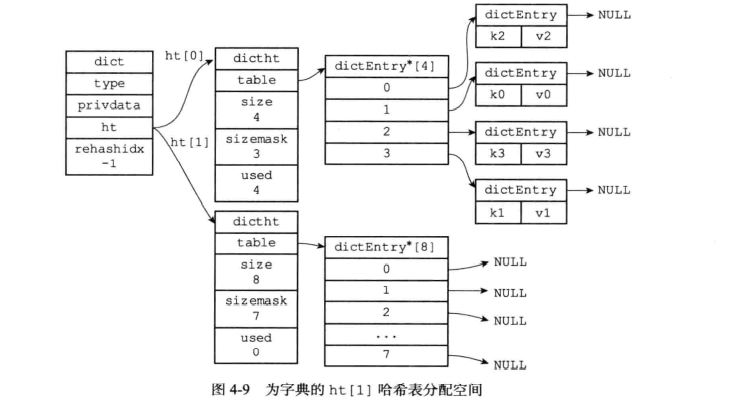 dict
type
privdata
ht
rehashidx
-1
ht[0]
ht[1]
dictht
table
size
4
sizemask
3
used
4
dictEntry*[4]
0
1
2
3
dictEntry
k2 v2
NULL
dictEntry
k0 v0
NULL
dictEntry
k3 v3
NULL
dictEntry
k1 v1
NULL
dictht
table
size
8
sizemask
7
used
0
dictEntry*[8]
0
1
2
...
7
NULL
NULL
NULL
NULL
图 4-9 为字典的 ht[1] 哈希表分配空间